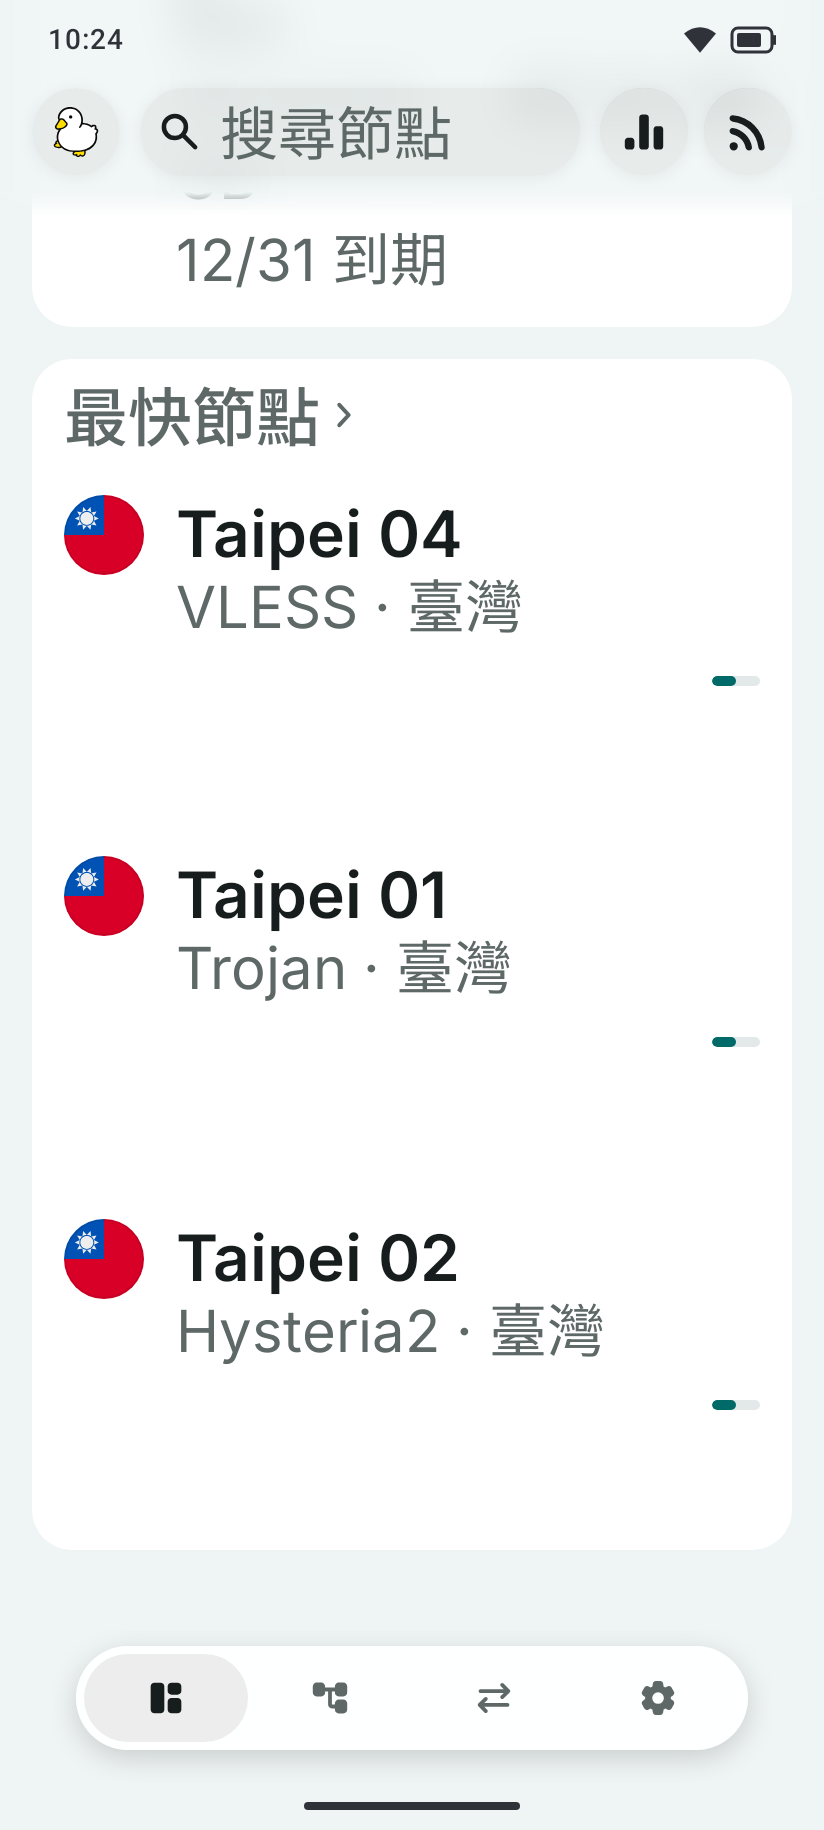 10:24
搜尋節點
12/31 到期
最快節點
Taipei 04
VLESS · 臺灣
Taipei 01
Trojan · 臺灣
Taipei 02
Hysteria2 · 臺灣